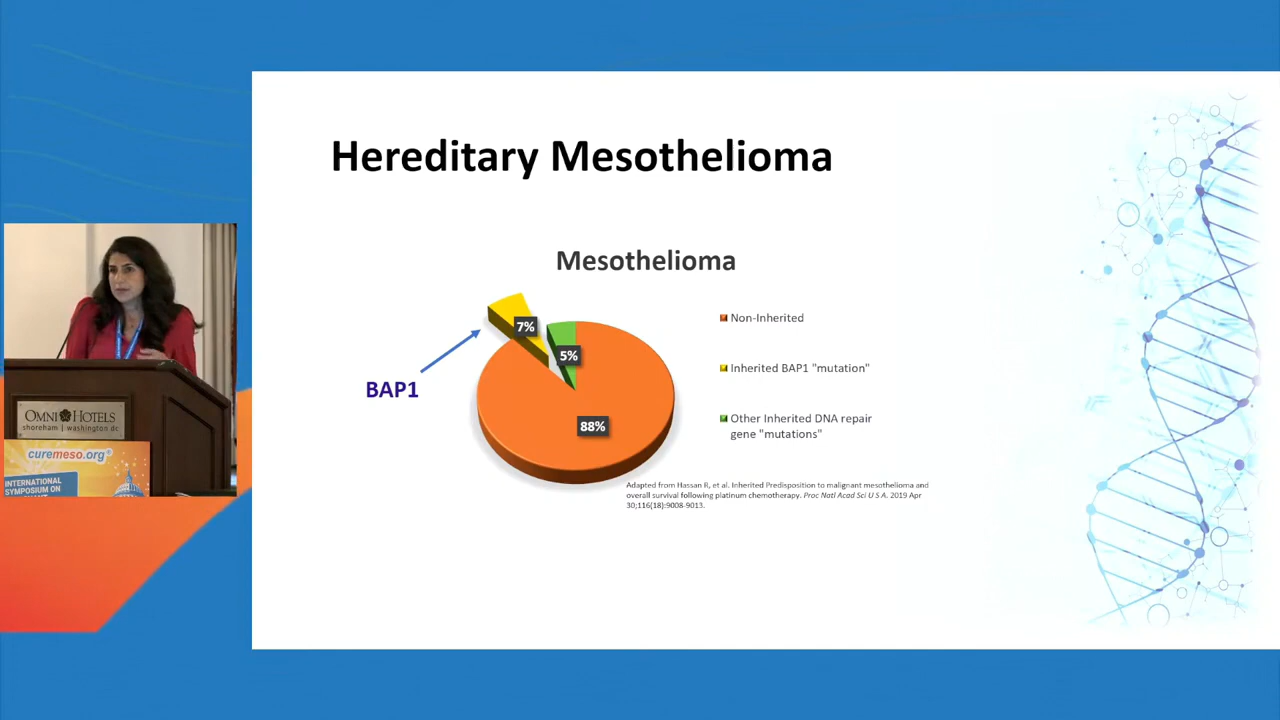 Hereditary Mesothelioma
Mesothelioma
7%
5%
88%
BAP1
Non-Inherited
Inherited BAP1 "mutation"
Other Inherited DNA repair
gene "mutations"
Adapted from Hassan R, et al. Inherited Predisposition to malignant mesothelioma and
overall survival following platinum chemotherapy. Proc Natl Acad Sci U S A. 2019 Apr
30;116(18):9008-9013.
OMNI HOTELS
shoreham | washington dc
curemeso.org®
INTERNATIONAL
SYMPOSIUM ON